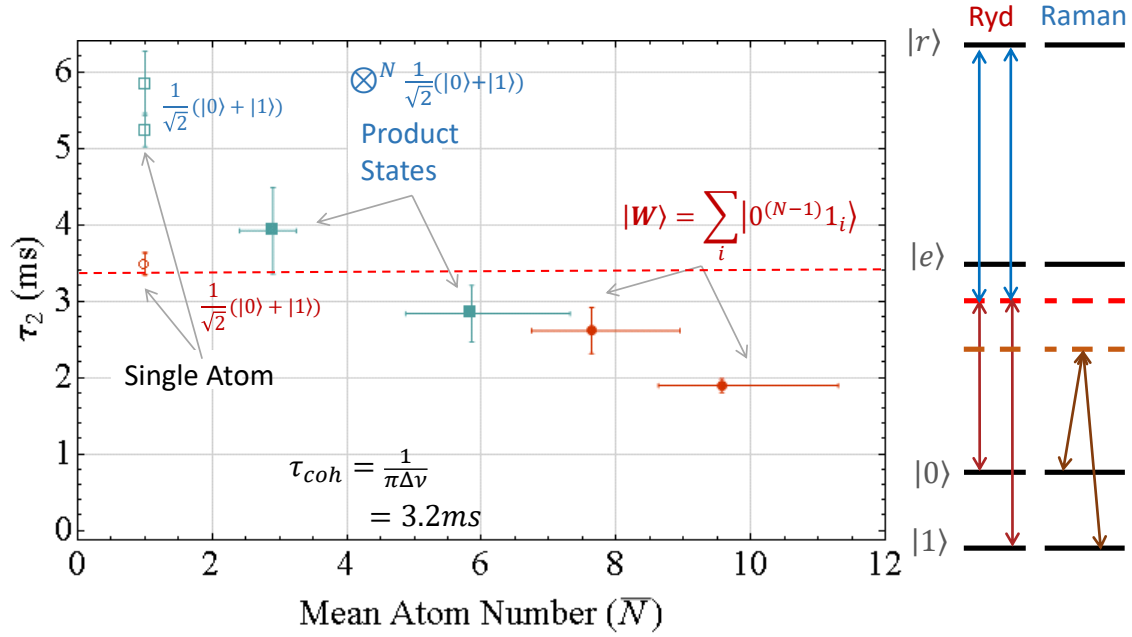 Ryd Raman
|r⟩
|e⟩
|0⟩
|1⟩
6
5
4
3
2
1
0
τ₂ (ms)
1/√2 (|0⟩ + |1⟩)
⊗ᴺ 1/√2 (|0⟩+|1⟩)
Product
States
|W⟩ = ∑ᵢ |0⁽ᴺ⁻¹⁾1ᵢ⟩
1/√2 (|0⟩ + |1⟩)
Single Atom
τ_coh = 1/(πΔν)
= 3.2ms
0 2 4 6 8 10 12
Mean Atom Number (N̅)